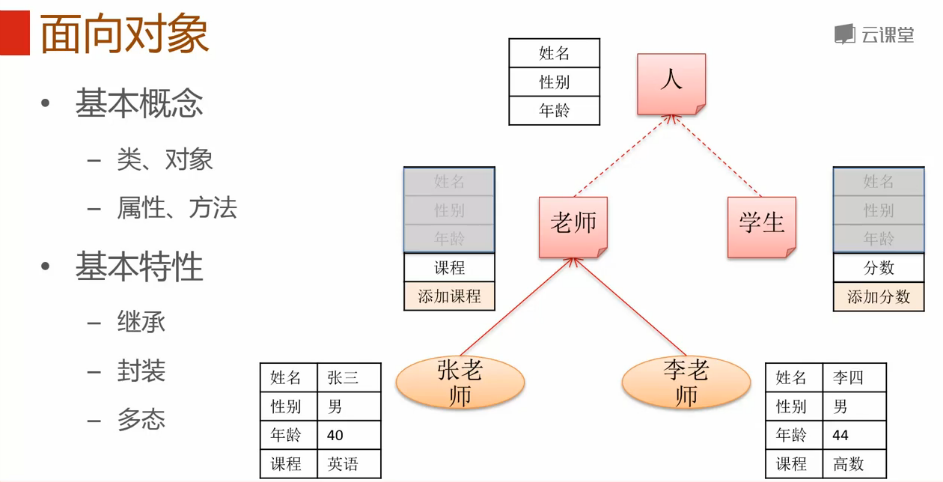 面向对象
云课堂
• 基本概念
– 类、对象
– 属性、方法
• 基本特性
– 继承
– 封装
– 多态
姓名
性别
年龄
人
姓名
性别
年龄
课程
添加课程
老师
学生
姓名
性别
年龄
分数
添加分数
姓名 张三
性别 男
年龄 40
课程 英语
张老
师
李老
师
姓名 李四
性别 男
年龄 44
课程 高数